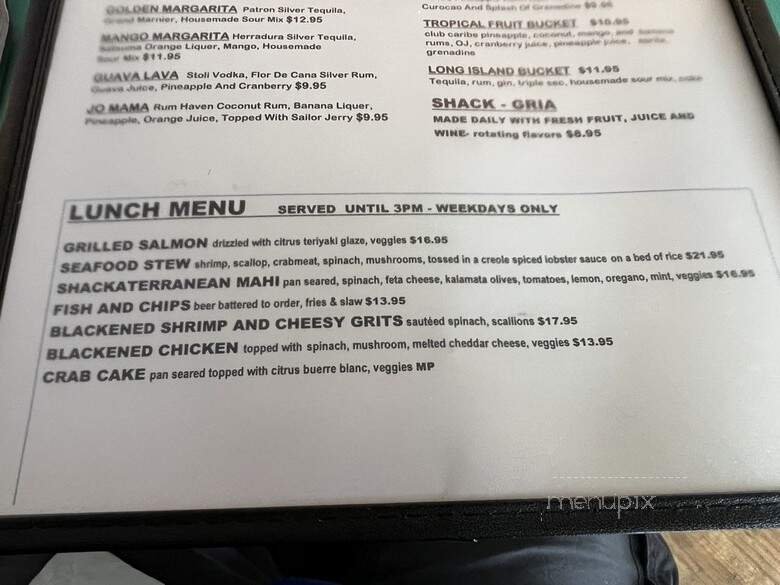 GOLDEN MARGARITA Patron Silver Tequila,
Grand Marnier, Housemade Sour Mix $12.95
MANGO MARGARITA Herradura Silver Tequila,
Orange Liquer, Mango, Housemade
Sour Mix $11.95
GUAVA LAVA Stoli Vodka, Flor De Cana Silver Rum,
Guava Juice, Pineapple And Cranberry $9.95
JO MAMA Rum Haven Coconut Rum, Banana Liquer,
Pineapple, Orange Juice, Topped With Sailor Jerry $9.95
Curocao And Splash Of Grenadine
TROPICAL FRUIT BUCKET $10.95
club caribe pineapple, coconut, mango, and banana
rums, OJ, cranberry juice, pineapple juice,
grenadine
LONG ISLAND BUCKET $11.95
Tequila, rum, gin, triple sec, housemade sour mix,
SHACK - GRIA
MADE DAILY WITH FRESH FRUIT, JUICE AND
WINE- rotating flavors $8.95
LUNCH MENU SERVED UNTIL 3PM - WEEKDAYS ONLY
GRILLED SALMON drizzled with citrus teriyaki glaze, veggies $16.95
SEAFOOD STEW shrimp, scallop, crabmeat, spinach, mushrooms, tossed in a creole spiced lobster sauce on a bed of rice $21.95
SHACKATERRANEAN MAHI pan seared, spinach, feta cheese, kalamata olives, tomatoes, lemon, oregano, mint, veggies $16.95
FISH AND CHIPS beer battered to order, fries & slaw $13.95
BLACKENED SHRIMP AND CHEESY GRITS sautéed spinach, scallions $17.95
BLACKENED CHICKEN topped with spinach, mushroom, melted cheddar cheese, veggies $13.95
CRAB CAKE pan seared topped with citrus buerre blanc, veggies MP
menupix